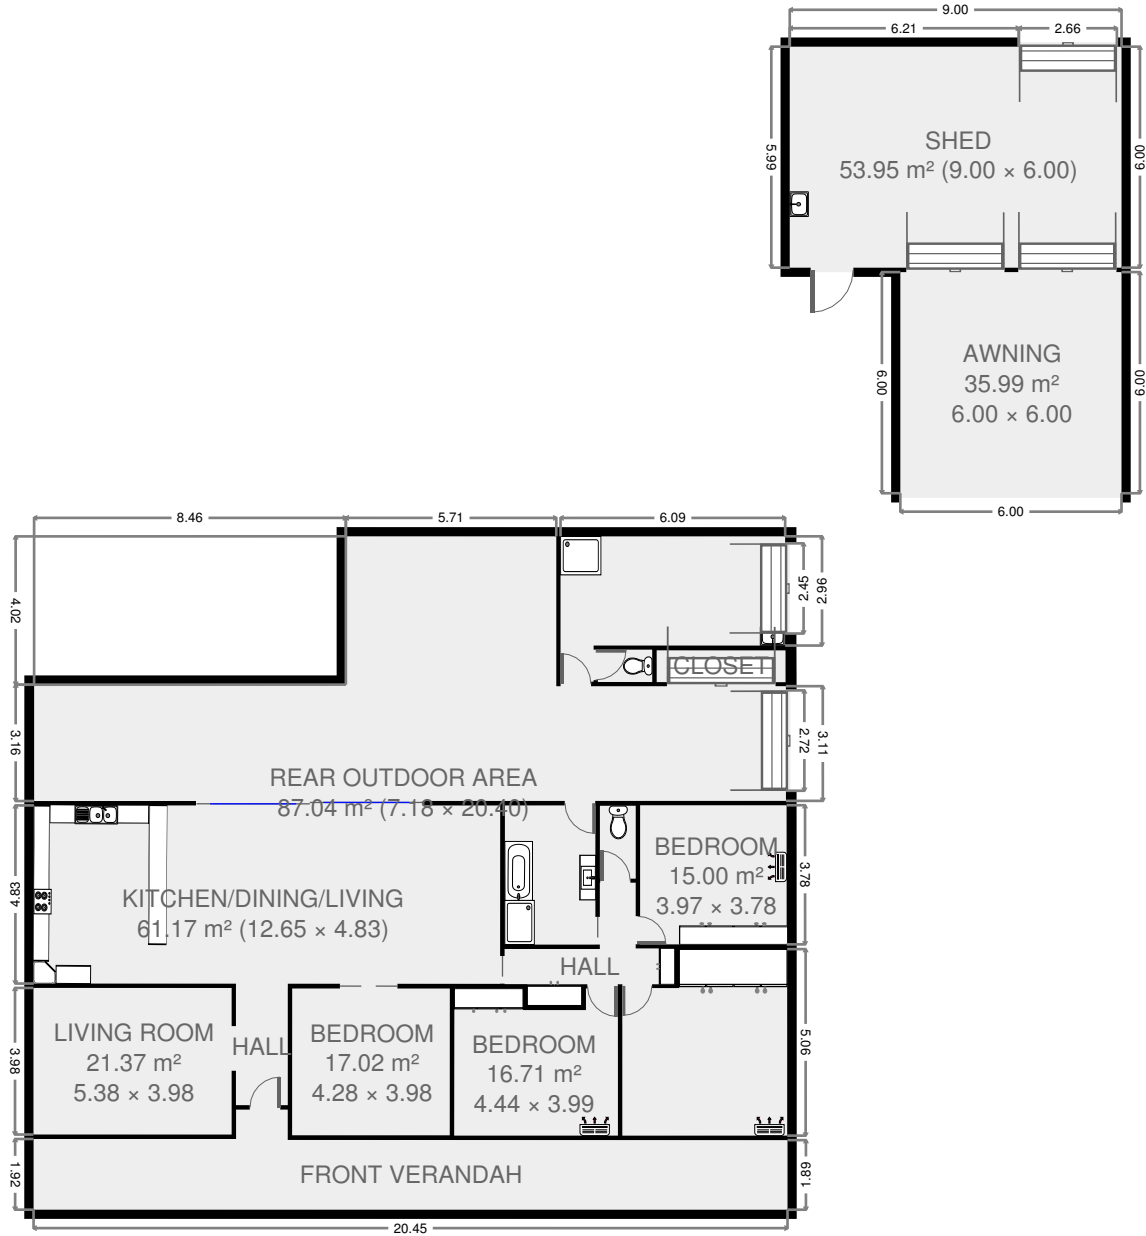 9.00
6.21
2.66
5.99
6.00
SHED
53.95 m² (9.00 × 6.00)
AWNING
35.99 m²
6.00 × 6.00
6.00
6.00
6.00
8.46
5.71
6.09
4.02
2.45
2.96
CLOSET
3.16
2.72
3.11
REAR OUTDOOR AREA
87.04 m² (7.18 × 20.40)
4.83
KITCHEN/DINING/LIVING
61.17 m² (12.65 × 4.83)
BEDROOM
15.00 m²
3.97 × 3.78
3.78
HALL
3.98
LIVING ROOM
21.37 m²
5.38 × 3.98
HALL
BEDROOM
17.02 m²
4.28 × 3.98
BEDROOM
16.71 m²
4.44 × 3.99
5.06
1.92
FRONT VERANDAH
1.89
20.45